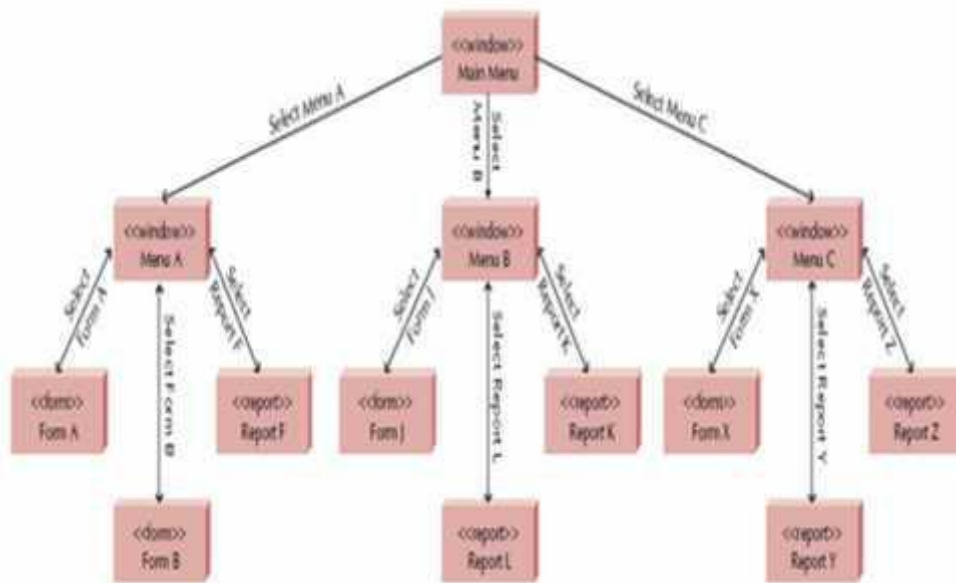 <<window>>
Main Menu
Select Menu A
Select
Menu B
Select Menu C
<<window>>
Menu A
<<window>>
Menu B
<<window>>
Menu C
Select
Form A
Select Form B
Select
Report F
Select
Form J
Select Report L
Select
Report K
Select
Form X
Select Report Y
Select
Report Z
<<form>>
Form A
<<report>>
Report F
<<form>>
Form J
<<report>>
Report K
<<form>>
Form X
<<report>>
Report Z
<<form>>
Form B
<<report>>
Report L
<<report>>
Report Y